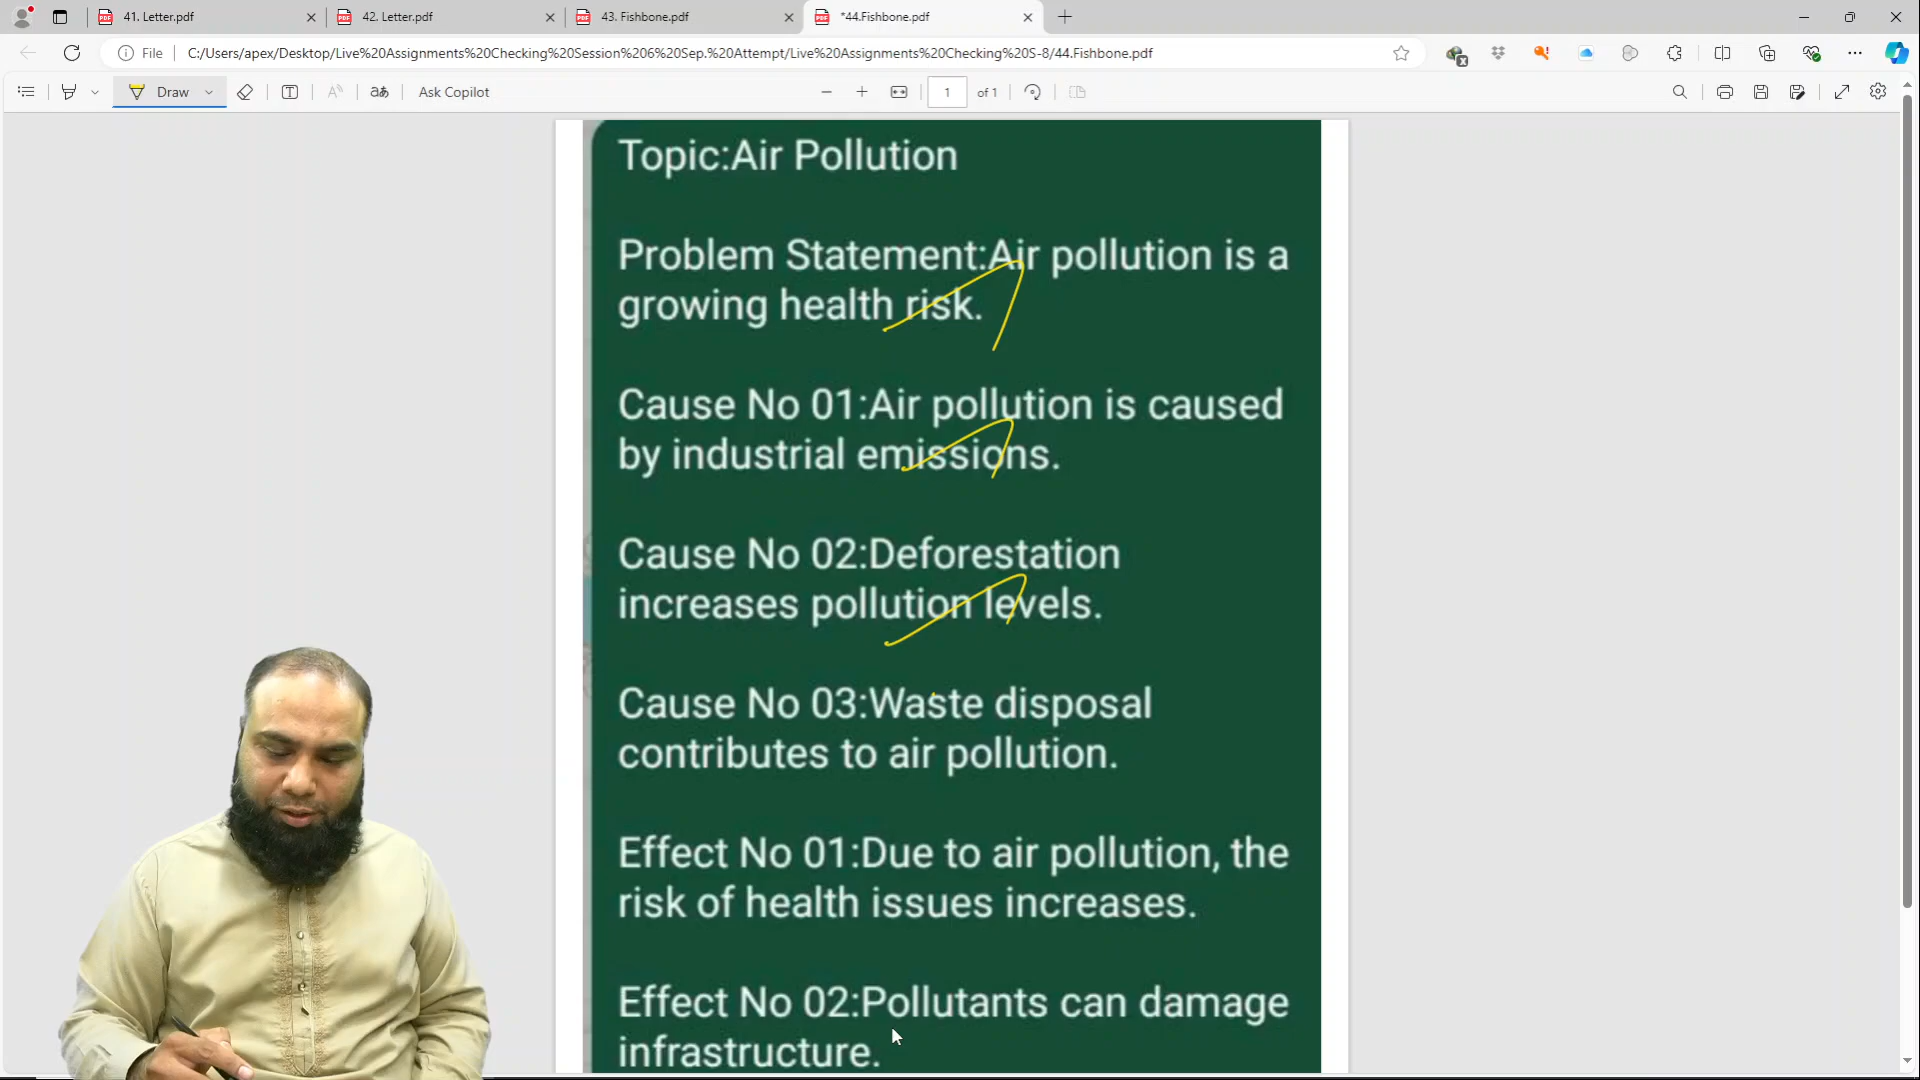 41. Letter.pdf
42. Letter.pdf
43. Fishbone.pdf
*44.Fishbone.pdf
File
C:/Users/apex/Desktop/Live%20Assignments%20Checking%20Session%206%20Sep.%20Attempt/Live%20Assignments%20Checking%20S-8/44.Fishbone.pdf
Draw
Ask Copilot
1 of 1
Topic:Air Pollution
Problem Statement:Air pollution is a
growing health risk.
Cause No 01:Air pollution is caused
by industrial emissions.
Cause No 02:Deforestation
increases pollution levels.
Cause No 03:Waste disposal
contributes to air pollution.
Effect No 01:Due to air pollution, the
risk of health issues increases.
Effect No 02:Pollutants can damage
infrastructure.